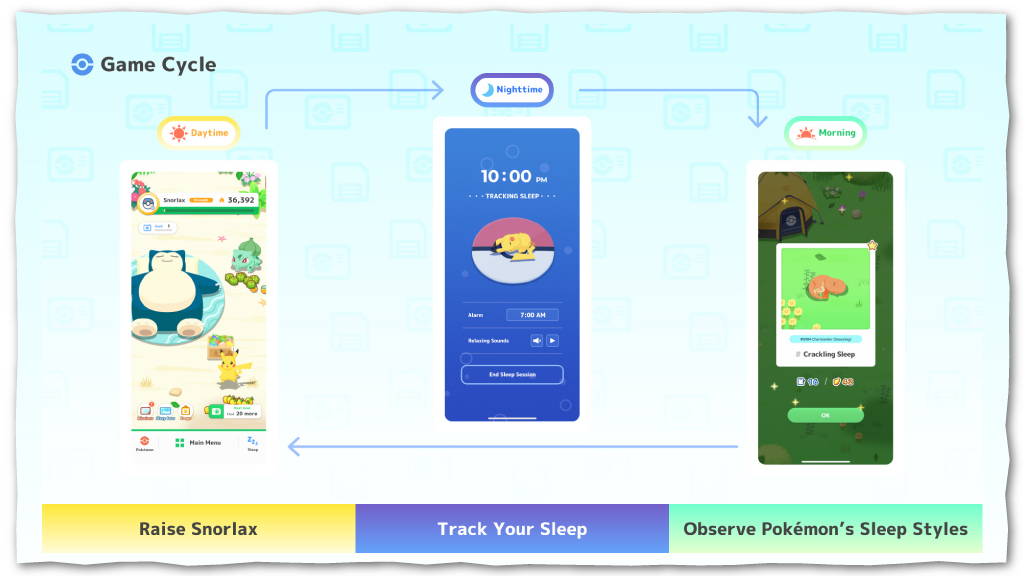 Game Cycle
Nighttime
Daytime
Morning
Snorlax
36,392
10:00 PM
TRACKING SLEEP
Alarm
7:00 AM
Relaxing Sounds
End Sleep Session
Crackling Sleep
OK
20 more
Pokémon
Main Menu
Sleep
Raise Snorlax
Track Your Sleep
Observe Pokémon's Sleep Styles